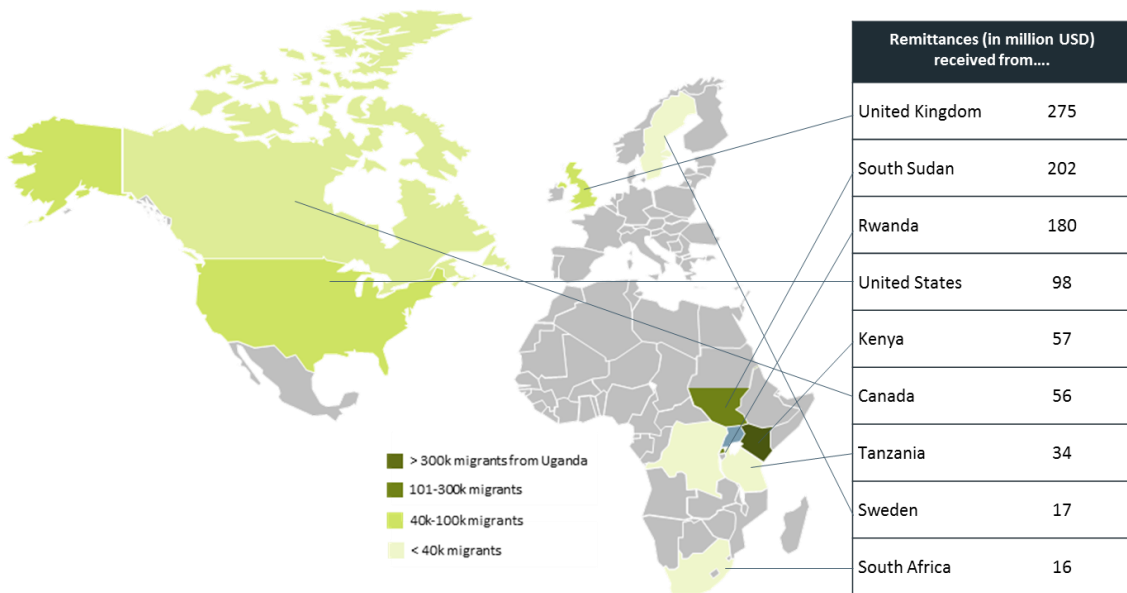 Remittances (in million USD)
received from....
United Kingdom 275
South Sudan 202
Rwanda 180
United States 98
Kenya 57
Canada 56
Tanzania 34
Sweden 17
South Africa 16
> 300k migrants from Uganda
101-300k migrants
40k-100k migrants
< 40k migrants